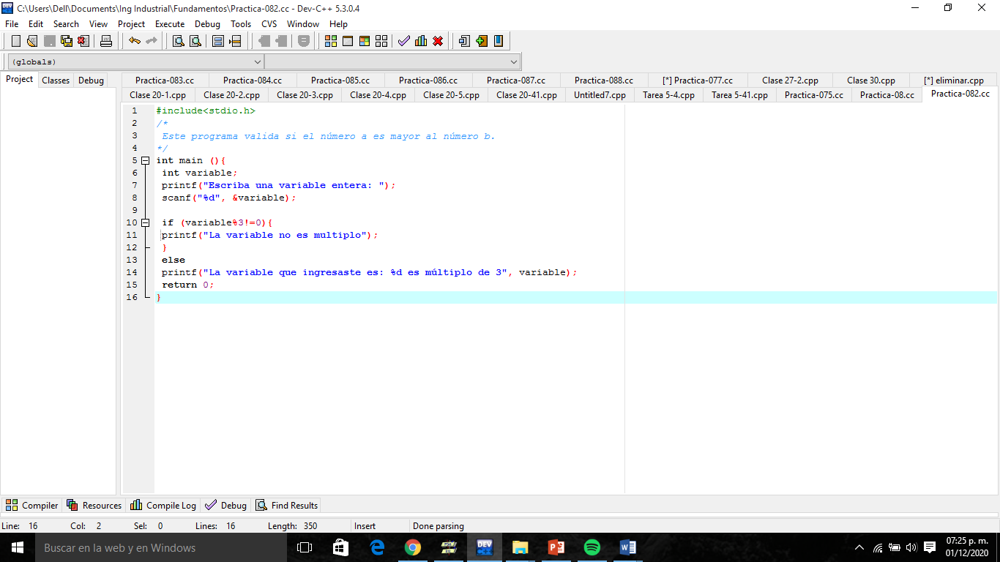 C:\Users\Dell\Documents\Ing Industrial\Fundamentos\Practica-082.cc - Dev-C++ 5.3.0.4
File Edit Search View Project Execute Debug Tools CVS Window Help
(globals)
Project Classes Debug
Practica-083.cc Practica-084.cc Practica-085.cc Practica-086.cc Practica-087.cc Practica-088.cc [*] Practica-077.cc Clase 27-2.cpp Clase 30.cpp [*] eliminar.cpp
Clase 20-1.cpp Clase 20-2.cpp Clase 20-3.cpp Clase 20-4.cpp Clase 20-5.cpp Clase 20-41.cpp Untitled7.cpp Tarea 5-4.cpp Tarea 5-41.cpp Practica-075.cc Practica-08.cc Practica-082.cc
1 #include<stdio.h>
2 /*
3 Este programa valida si el número a es mayor al número b.
4 */
5 int main (){
6 int variable;
7 printf("Escriba una variable entera: ");
8 scanf("%d", &variable);
9
10 if (variable%3!=0){
11 printf("La variable no es multiplo");
12 }
13 else
14 printf("La variable que ingresaste es: %d es múltiplo de 3", variable);
15 return 0;
16 }
Compiler Resources Compile Log Debug Find Results
Line: 16 Col: 2 Sel: 0 Lines: 16 Length: 350 Insert Done parsing
Buscar en la web y en Windows
07:25 p. m.
01/12/2020